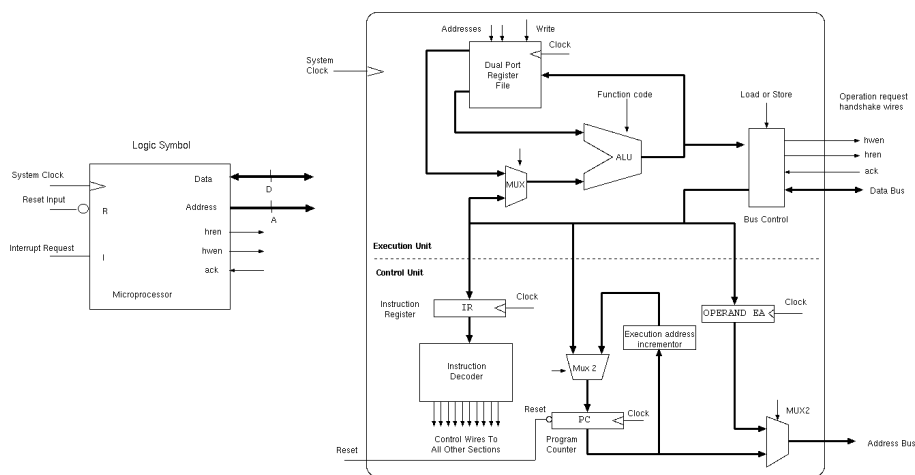 Logic Symbol
System Clock
Reset Input
Interrupt Request
R
I
Data
D
Address
A
hren
hwen
ack
Microprocessor
System
Clock
Addresses
Write
Clock
Dual Port
Register
File
Function code
ALU
MUX
Load or Store
Operation request
handshake wires
hwen
hren
ack
Data Bus
Bus Control
Execution Unit
Control Unit
Instruction
Register
IR
Clock
Instruction
Decoder
Control Wires To
All Other Sections
Mux 2
Execution address
incrementor
OPERAND EA
Clock
Reset
PC
Clock
Program
Counter
Reset
MUX2
Address Bus